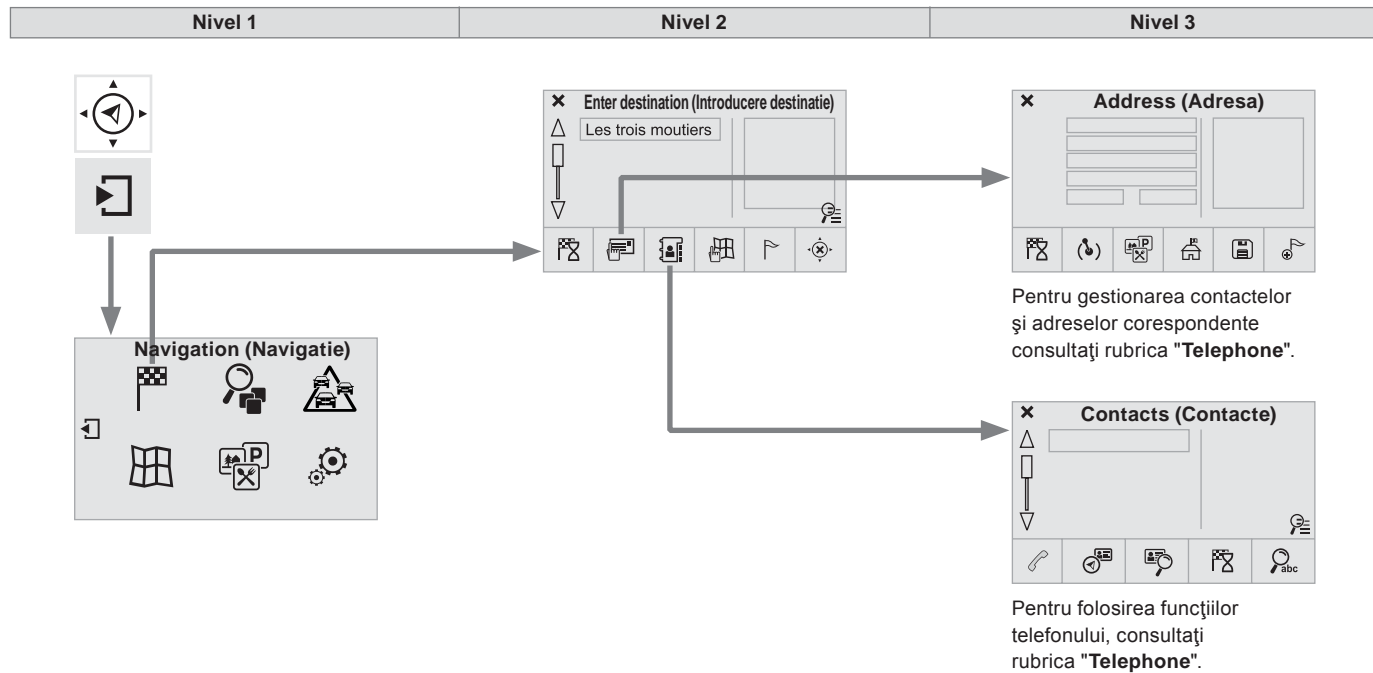 Nivel 1
Nivel 2
Nivel 3
Enter destination (Introducere destinatie)
Les trois moutiers
Address (Adresa)
P
Pentru gestionarea contactelor
şi adreselor corespondente
consultaţi rubrica "Telephone".
Navigation (Navigatie)
P
Contacts (Contacte)
abc
Pentru folosirea funcţiilor
telefonului, consultaţi
rubrica "Telephone".